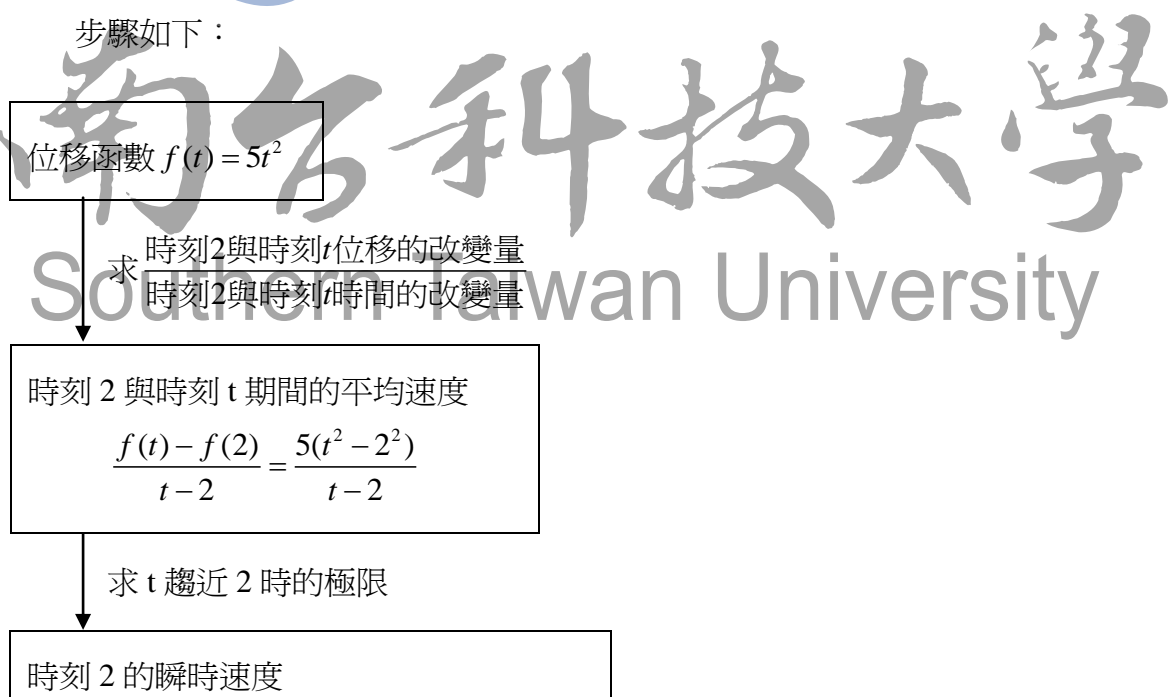 步驟如下：
南台科技大學
位移函數 f(t) = 5t²
求 時刻2與時刻t位移的改變量 / 時刻2與時刻t時間的改變量
Southern Taiwan University
時刻 2 與時刻 t 期間的平均速度
(f(t) − f(2)) / (t − 2) = 5(t² − 2²) / (t − 2)
求 t 趨近 2 時的極限
時刻 2 的瞬時速度